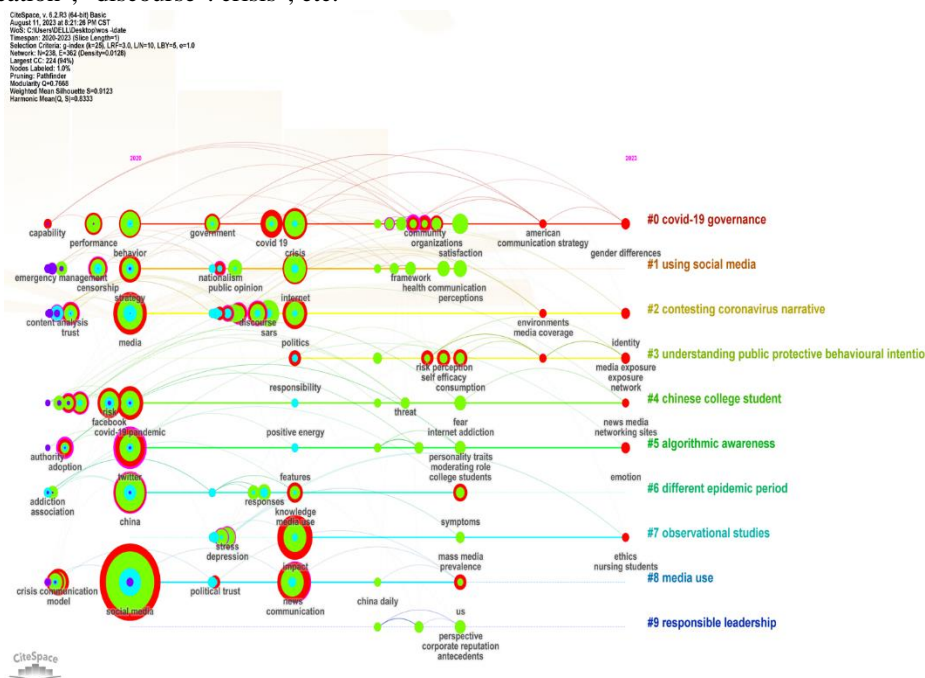 cation", "discourse". crisis", etc.
CiteSpace, v. 6.2.R3 (64-bit) Basic
August 11, 2023 at 8:21:26 PM CST
WoS: C:\Users\DELL\Desktop\wos -\date
Timespan: 2020-2023 (Slice Length=1)
Selection Criteria: g-index (k=25), LRF=3.0, L/N=10, LBY=5, e=1.0
Network: N=238, E=362 (Density=0.0128)
Largest CC: 224 (94%)
Nodes Labeled: 1.0%
Pruning: Pathfinder
Modularity Q=0.7668
Weighted Mean Silhouette S=0.9123
Harmonic Mean(Q, S)=0.8333
2020
2023
#0 covid-19 governance
capability
government
community
american
performance
covid 19
organizations
communication strategy
behavior
crisis
satisfaction
gender differences
#1 using social media
emergency management
nationalism
framework
censorship
public opinion
health communication
strategy
internet
perceptions
#2 contesting coronavirus narrative
content analysis
discourse
environments
trust
sars
media coverage
media
politics
identity
#3 understanding public protective behavioural intentio
risk perception
media exposure
self efficacy
exposure
responsibility
consumption
network
#4 chinese college student
risk
threat
facebook
fear
news media
covid-19 pandemic
positive energy
internet addiction
networking sites
#5 algorithmic awareness
authority
personality traits
adoption
moderating role
twitter
features
college students
emotion
#6 different epidemic period
addiction
responses
knowledge
association
media use
china
symptoms
#7 observational studies
stress
mass media
ethics
depression
impact
prevalence
nursing students
#8 media use
crisis communication
political trust
news
china daily
model
communication
social media
us
#9 responsible leadership
perspective
corporate reputation
antecedents
CiteSpace